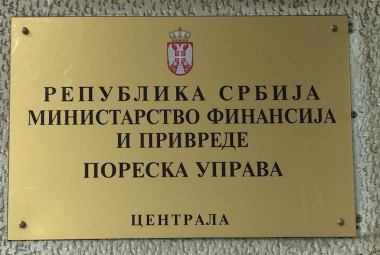 РЕПУБЛИКА СРБИЈА
МИНИСТАРСТВО ФИНАНСИЈА
И ПРИВРЕДЕ
ПОРЕСКА УПРАВА
ЦЕНТРАЛА